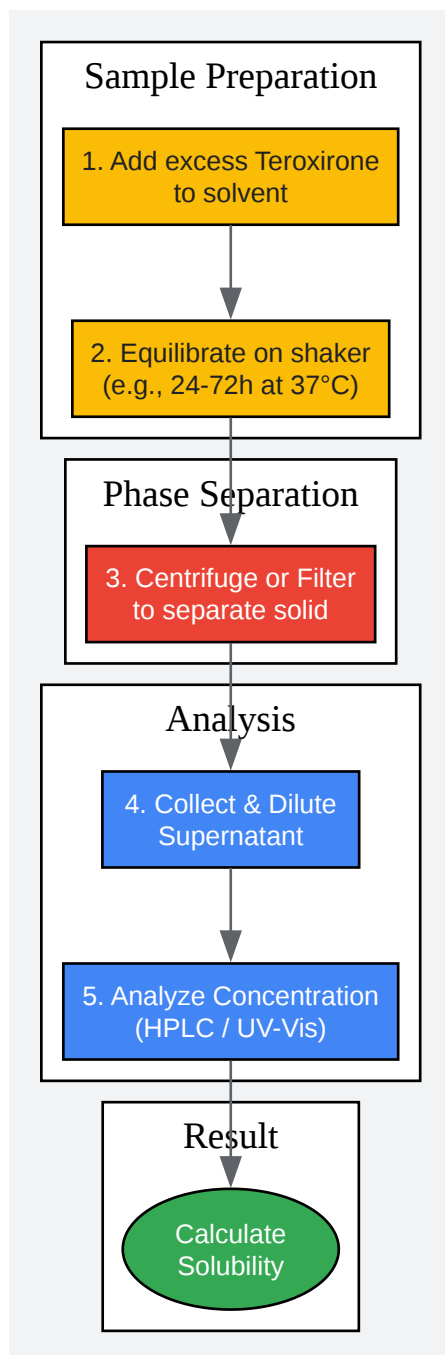 Sample Preparation
1. Add excess Teroxirone
to solvent
2. Equilibrate on shaker
(e.g., 24-72h at 37°C)
Phase Separation
3. Centrifuge or Filter
to separate solid
Analysis
4. Collect & Dilute
Supernatant
5. Analyze Concentration
(HPLC / UV-Vis)
Result
Calculate
Solubility